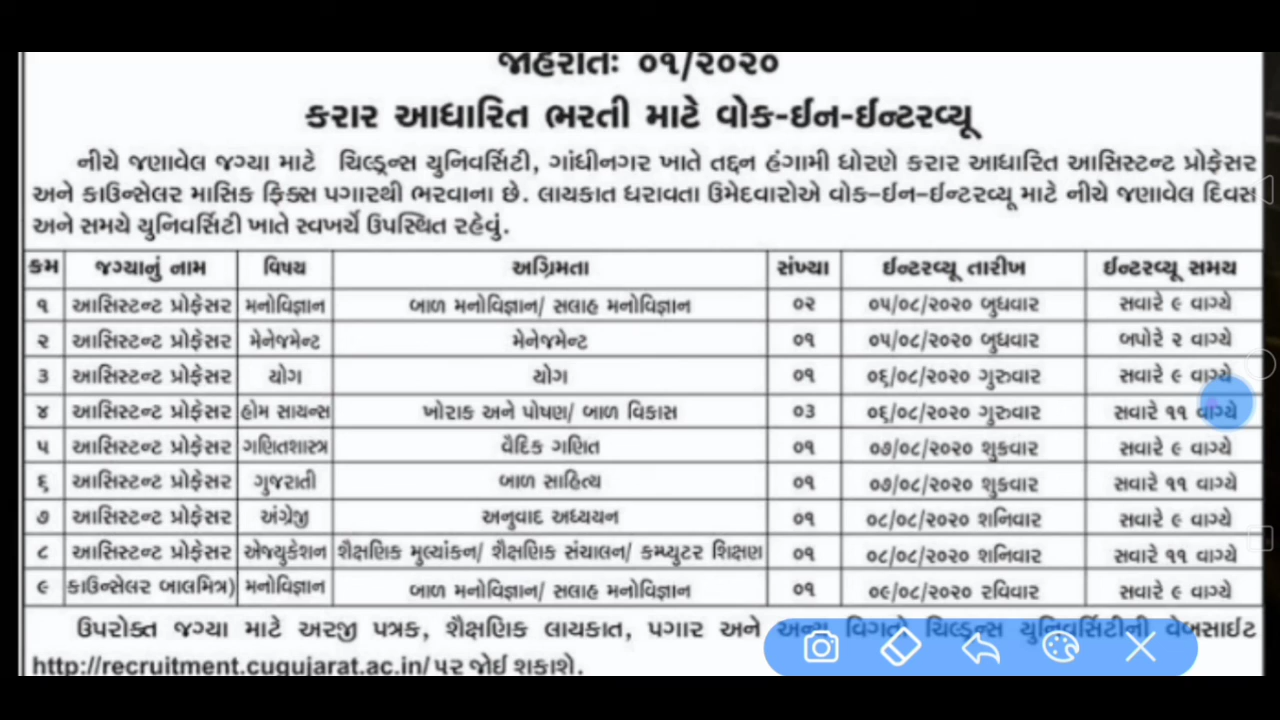 જાહેરાતઃ ૦૧/૨૦૨૦
કરાર આધારિત ભરતી માટે વોક-ઈન-ઈન્ટરવ્યૂ
નીચે જણાવેલ જગ્યા માટે ચિલ્ડ્રન્સ યુનિવર્સિટી, ગાંધીનગર ખાતે તદ્દન હંગામી ધોરણે કરાર આધારિત આસિસ્ટન્ટ પ્રોફેસર
અને કાઉન્સેલર માસિક ફિક્સ પગારથી ભરવાના છે. લાયકાત ધરાવતા ઉમેદવારોએ વોક-ઈન-ઈન્ટરવ્યૂ માટે નીચે જણાવેલ દિવસ
અને સમયે યુનિવર્સિટી ખાતે સ્વખર્ચે ઉપસ્થિત રહેવું.
ક્રમ જગ્યાનું નામ વિષય અગ્રિમતા સંખ્યા ઈન્ટરવ્યૂ તારીખ ઈન્ટરવ્યૂ સમય
૧ આસિસ્ટન્ટ પ્રોફેસર મનોવિજ્ઞાન બાળ મનોવિજ્ઞાન/ સલાહ મનોવિજ્ઞાન ૦૨ ૦૫/૦૮/૨૦૨૦ બુધવાર સવારે ૯ વાગ્યે
૨ આસિસ્ટન્ટ પ્રોફેસર મેનેજમેન્ટ મેનેજમેન્ટ ૦૧ ૦૫/૦૮/૨૦૨૦ બુધવાર બપોરે ૨ વાગ્યે
૩ આસિસ્ટન્ટ પ્રોફેસર યોગ યોગ ૦૧ ૦૬/૦૮/૨૦૨૦ ગુરુવાર સવારે ૯ વાગ્યે
૪ આસિસ્ટન્ટ પ્રોફેસર હોમ સાયન્સ ખોરાક અને પોષણ/ બાળ વિકાસ ૦૩ ૦૬/૦૮/૨૦૨૦ ગુરુવાર સવારે ૧૧ વાગ્યે
૫ આસિસ્ટન્ટ પ્રોફેસર ગણિતશાસ્ત્ર વૈદિક ગણિત ૦૧ ૦૭/૦૮/૨૦૨૦ શુક્રવાર સવારે ૯ વાગ્યે
૬ આસિસ્ટન્ટ પ્રોફેસર ગુજરાતી બાળ સાહિત્ય ૦૧ ૦૭/૦૮/૨૦૨૦ શુક્રવાર સવારે ૧૧ વાગ્યે
૭ આસિસ્ટન્ટ પ્રોફેસર અંગ્રેજી અનુવાદ અધ્યયન ૦૧ ૦૮/૦૮/૨૦૨૦ શનિવાર સવારે ૯ વાગ્યે
૮ આસિસ્ટન્ટ પ્રોફેસર એજ્યુકેશન શૈક્ષણિક મુલ્યાંકન/ શૈક્ષણિક સંચાલન/ કમ્પ્યુટર શિક્ષણ ૦૧ ૦૮/૦૮/૨૦૨૦ શનિવાર સવારે ૧૧ વાગ્યે
૯ કાઉન્સેલર બાલમિત્ર) મનોવિજ્ઞાન બાળ મનોવિજ્ઞાન/ સલાહ મનોવિજ્ઞાન ૦૧ ૦૯/૦૮/૨૦૨૦ રવિવાર સવારે ૯ વાગ્યે
ઉપરોક્ત જગ્યા માટે અરજી પત્રક, શૈક્ષણિક લાયકાત, પગાર અને અન્ય વિગતો ચિલ્ડ્રન્સ યુનિવર્સિટીની વેબસાઈટ
http://recruitment.cugujarat.ac.in/ પર જોઈ શકાશે.